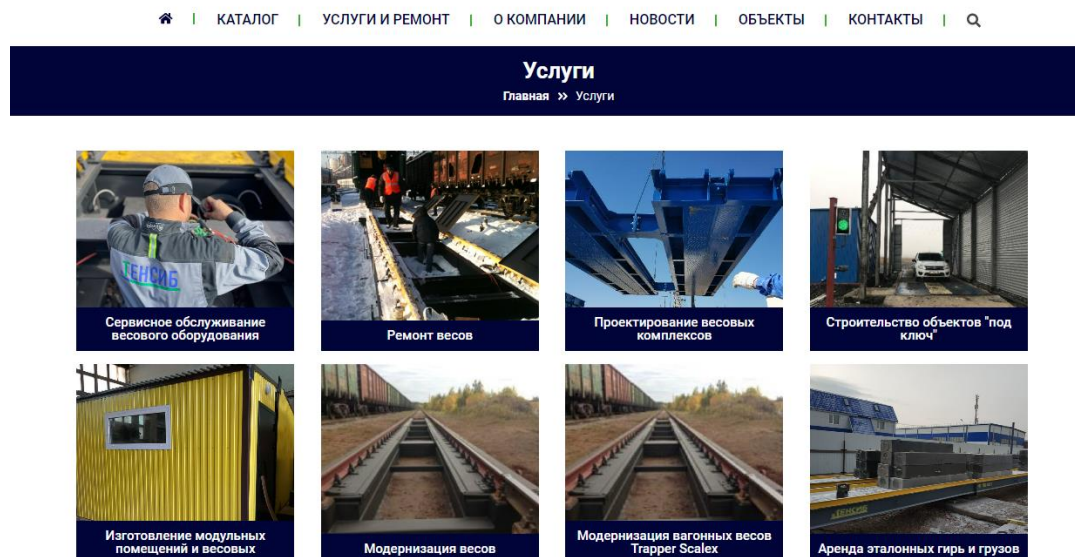 КАТАЛОГ | УСЛУГИ И РЕМОНТ | О КОМПАНИИ | НОВОСТИ | ОБЪЕКТЫ | КОНТАКТЫ
Услуги
Главная » Услуги
ТЕНСИБ
Сервисное обслуживание
весового оборудования
Ремонт весов
Проектирование весовых
комплексов
Строительство объектов "под
ключ"
Изготовление модульных
помещений и весовых
Модернизация весов
Модернизация вагонных весов
Trapper Scalex
ТЕНСИБ
Аренда эталонных гирь и грузов